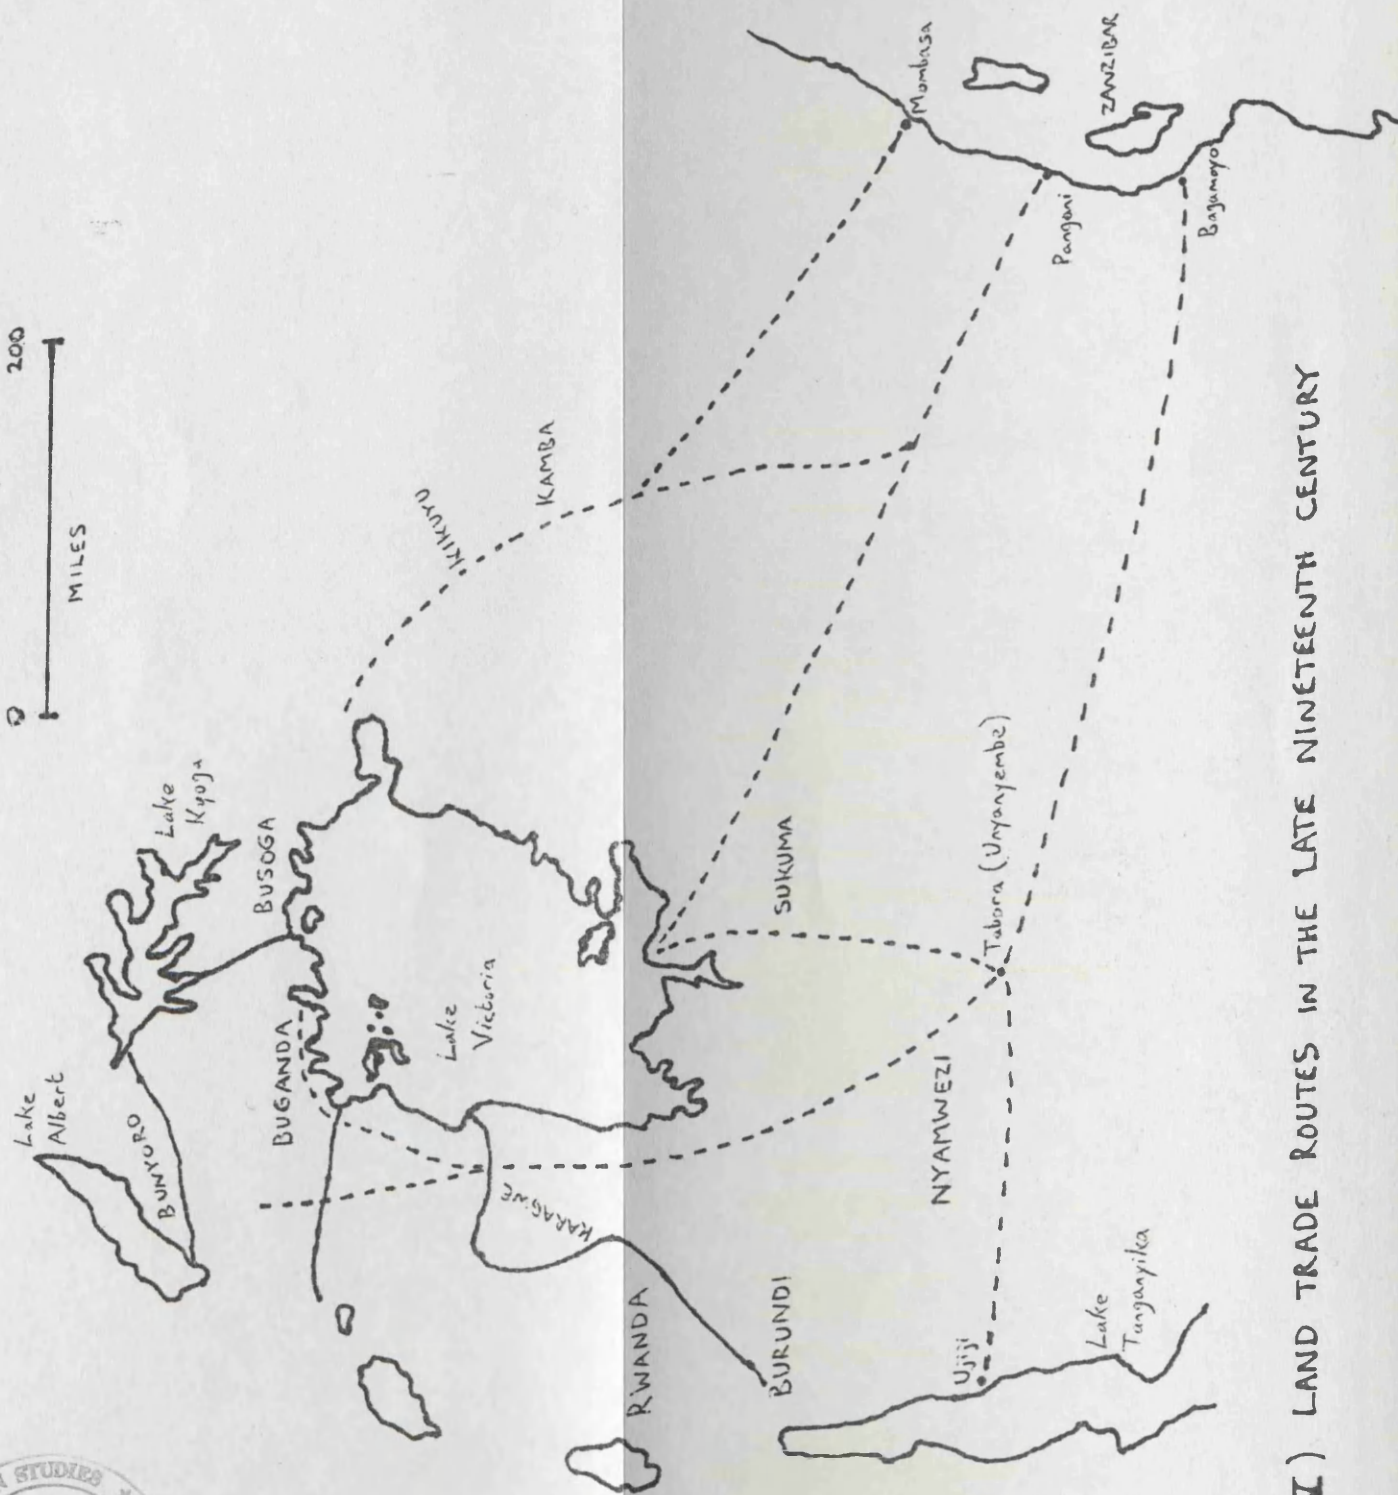 0
200
MILES
Lake
Albert
BUNYORO
Lake
Kyoga
BUSOGA
BUGANDA
KIKUYU
KAMBA
Lake
Victoria
KARAGWE
RWANDA
BURUNDI
SUKUMA
NYAMWEZI
Tabora (Unyanyembe)
Ujiji
Lake
Tanganyika
Mombasa
ZANZIBAR
Pangani
Bagamoyo
) LAND TRADE ROUTES IN THE LATE NINETEENTH CENTURY
STUDIES